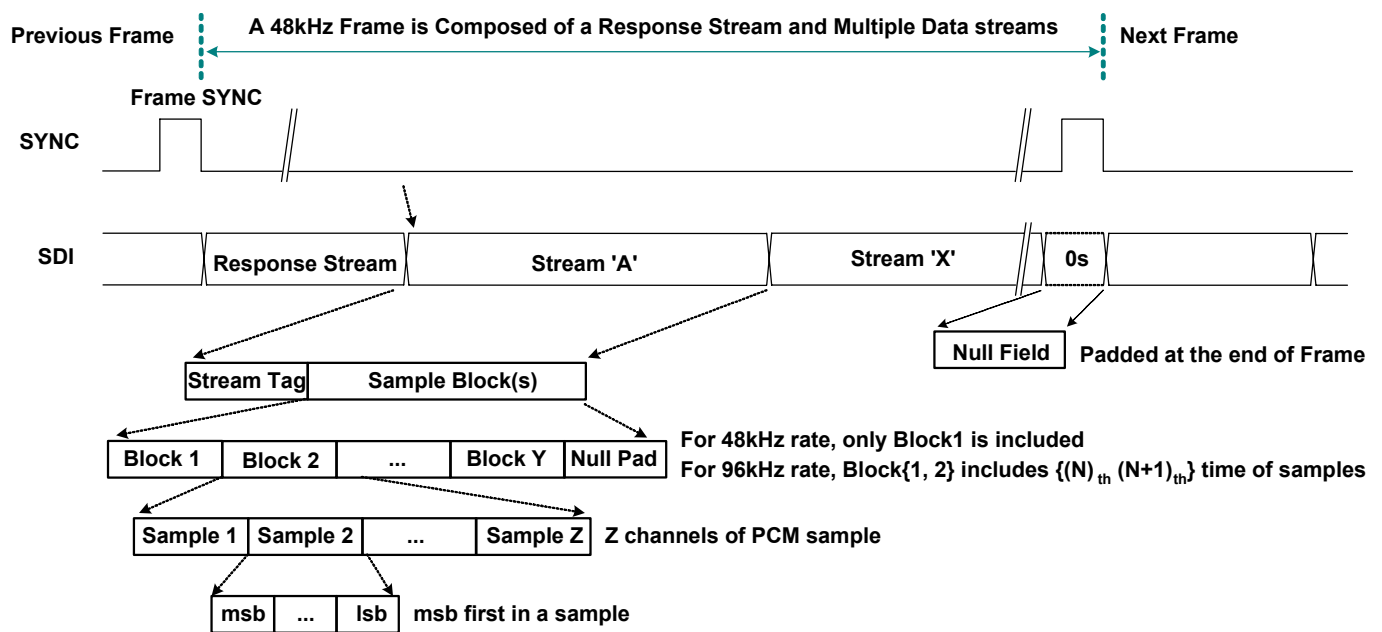 A 48kHz Frame is Composed of a Response Stream and Multiple Data streams
Previous Frame
Next Frame
Frame SYNC
SYNC
SDI
Response Stream
Stream 'A'
Stream 'X'
0s
Null Field
Padded at the end of Frame
Stream Tag
Sample Block(s)
Block 1
Block 2
...
Block Y
Null Pad
For 48kHz rate, only Block1 is included
For 96kHz rate, Block{1, 2} includes {(N)th (N+1)th} time of samples
Sample 1
Sample 2
...
Sample Z
Z channels of PCM sample
msb
...
lsb
msb first in a sample